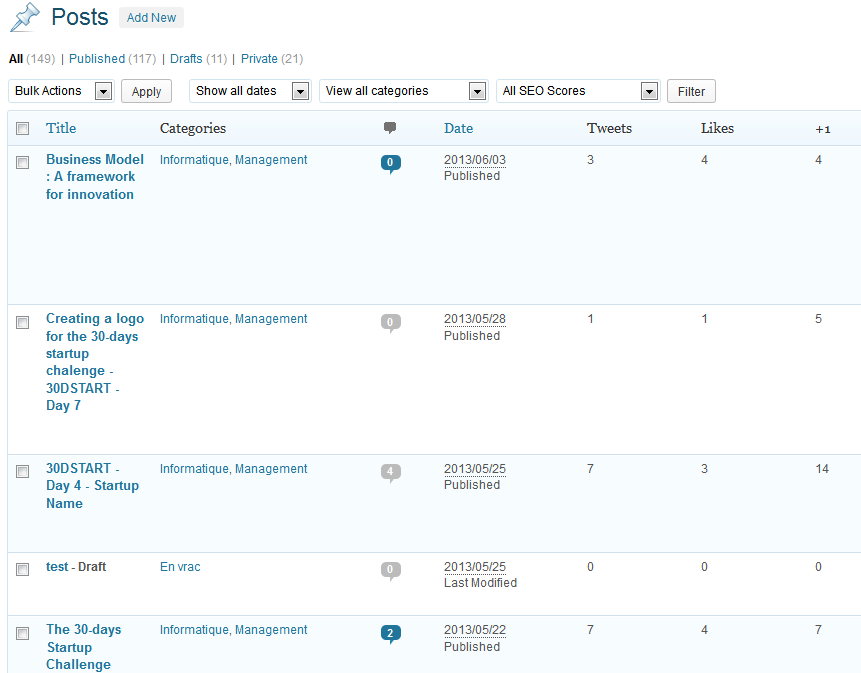 Posts Add New
All (149) | Published (117) | Drafts (11) | Private (21)
Bulk Actions Apply Show all dates View all categories All SEO Scores Filter
Title Categories Date Tweets Likes +1
Business Model Informatique, Management 0 2013/06/03 3 4 4
: A framework Published
for innovation
Creating a logo Informatique, Management 0 2013/05/28 1 1 5
for the 30-days Published
startup
chalenge -
30DSTART -
Day 7
30DSTART - Informatique, Management 4 2013/05/25 7 3 14
Day 4 - Startup Published
Name
test - Draft En vrac 0 2013/05/25 0 0 0
Last Modified
The 30-days Informatique, Management 2 2013/05/22 7 4 7
Startup Published
Challenge